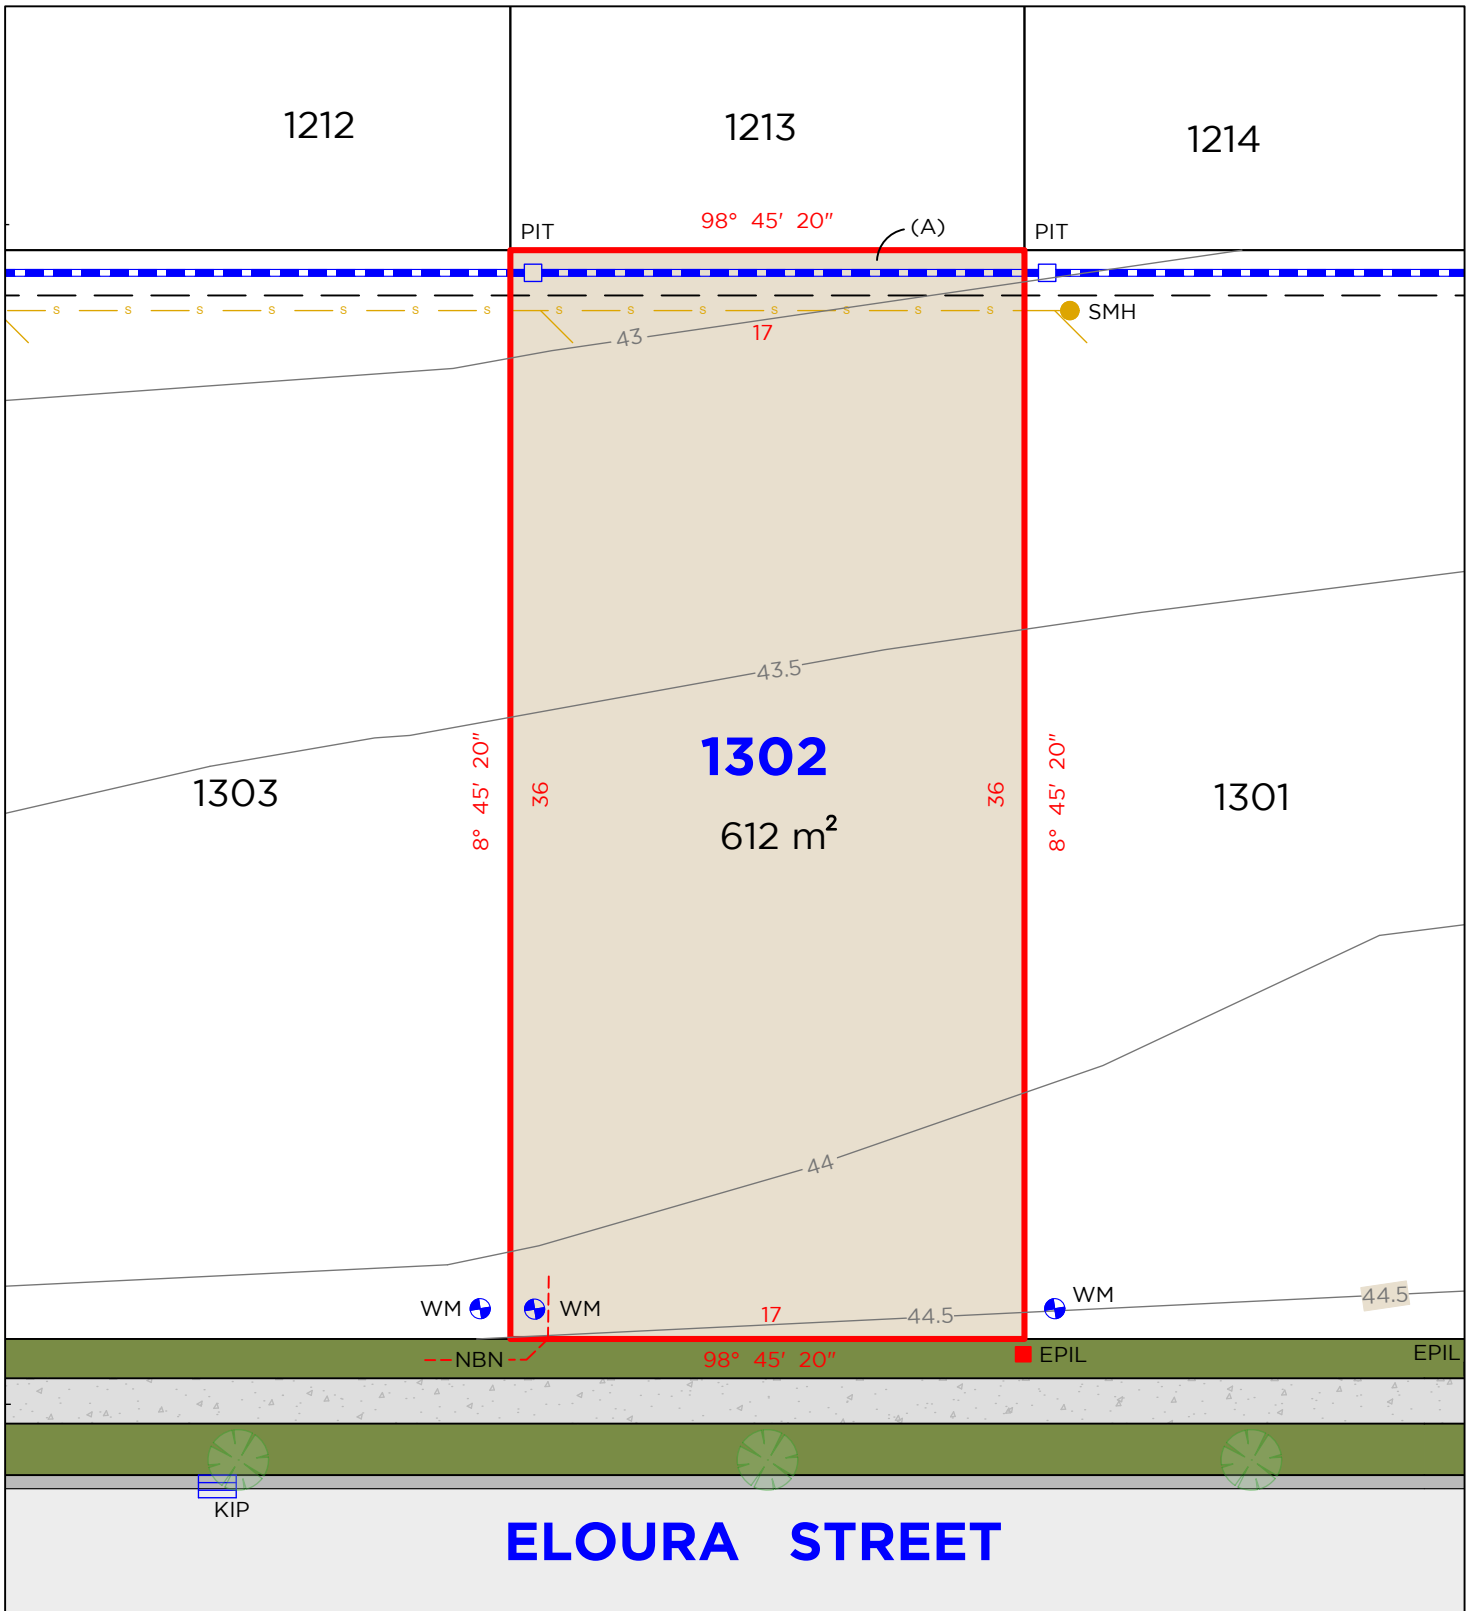 1212
1213
1214
PIT
98° 45' 20"
(A)
PIT
S S S S S S S S S S S S S S
SMH
43
17
43.5
1302
8° 45' 20"
36
36
8° 45' 20"
1303
1301
612 m²
44
WM
WM
17
44.5
WM
44.5
NBN
98° 45' 20"
EPIL
EPIL
KIP
ELOURA STREET